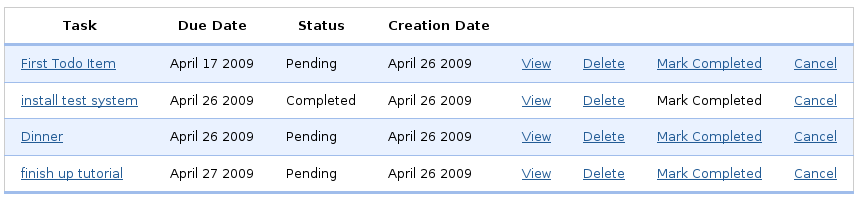 Task Due Date Status Creation Date
First Todo Item April 17 2009 Pending April 26 2009 View Delete Mark Completed Cancel
install test system April 26 2009 Completed April 26 2009 View Delete Mark Completed Cancel
Dinner April 26 2009 Pending April 26 2009 View Delete Mark Completed Cancel
finish up tutorial April 27 2009 Pending April 26 2009 View Delete Mark Completed Cancel